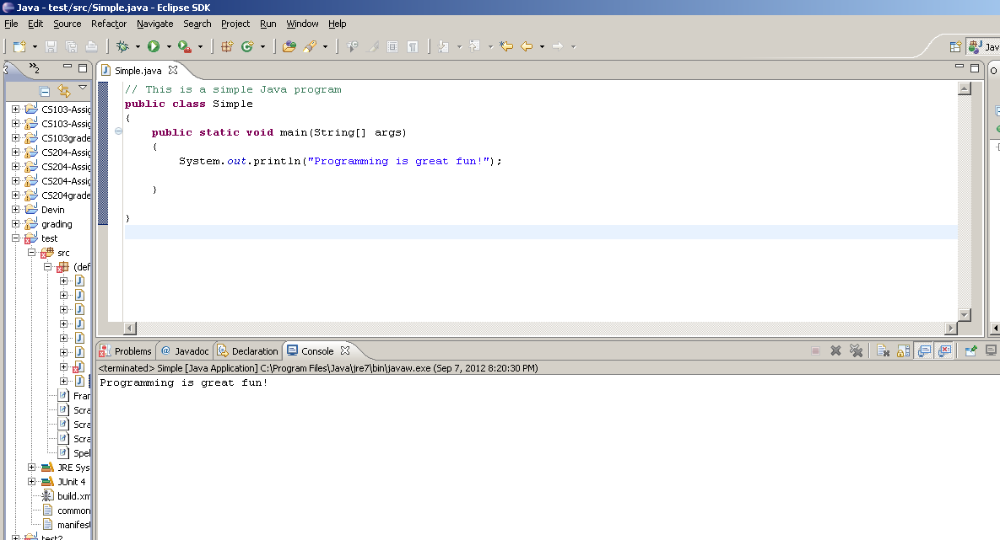 Java - test/src/Simple.java - Eclipse SDK
File Edit Source Refactor Navigate Search Project Run Window Help
Jav
2
Simple.java
CS103-Assig
CS103-Assig
CS103grade
CS204-Assig
CS204-Assig
CS204-Assig
CS204grade
Devin
grading
test
src
(def
Fran
Scra
Scra
Scra
Spel
JRE Sys
JUnit 4
build.xm
common
manifest
test2
// This is a simple Java program
public class Simple
{
public static void main(String[] args)
{
System.out.println("Programming is great fun!");
}
}
Problems @ Javadoc Declaration Console
<terminated> Simple [Java Application] C:\Program Files\Java\jre7\bin\javaw.exe (Sep 7, 2012 8:20:30 PM)
Programming is great fun!